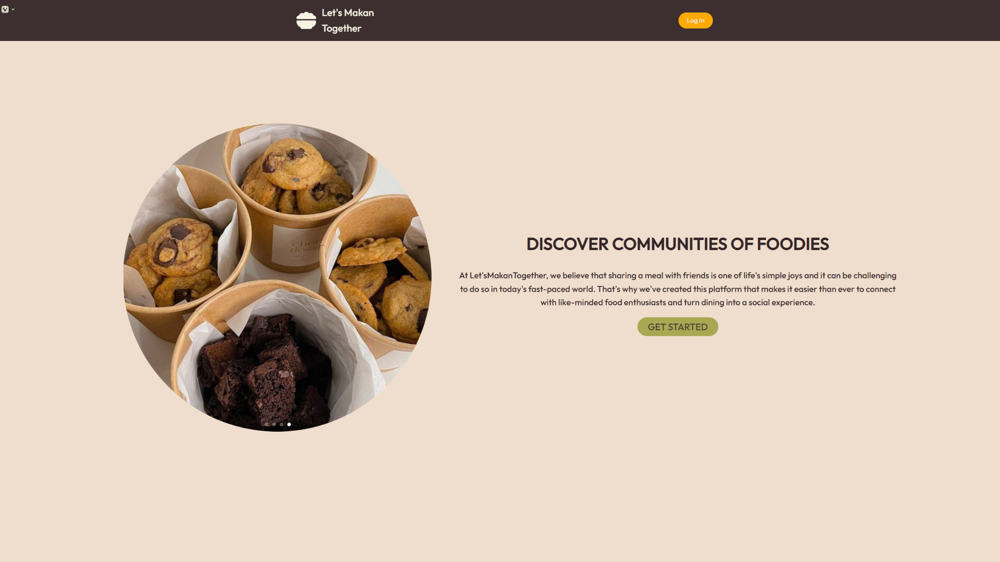 Let's Makan
Together
Log In
DISCOVER COMMUNITIES OF FOODIES
At Let'sMakanTogether, we believe that sharing a meal with friends is one of life's simple joys and it can be challenging
to do so in today's fast-paced world. That's why we've created this platform that makes it easier than ever to connect
with like-minded food enthusiasts and turn dining into a social experience.
GET STARTED